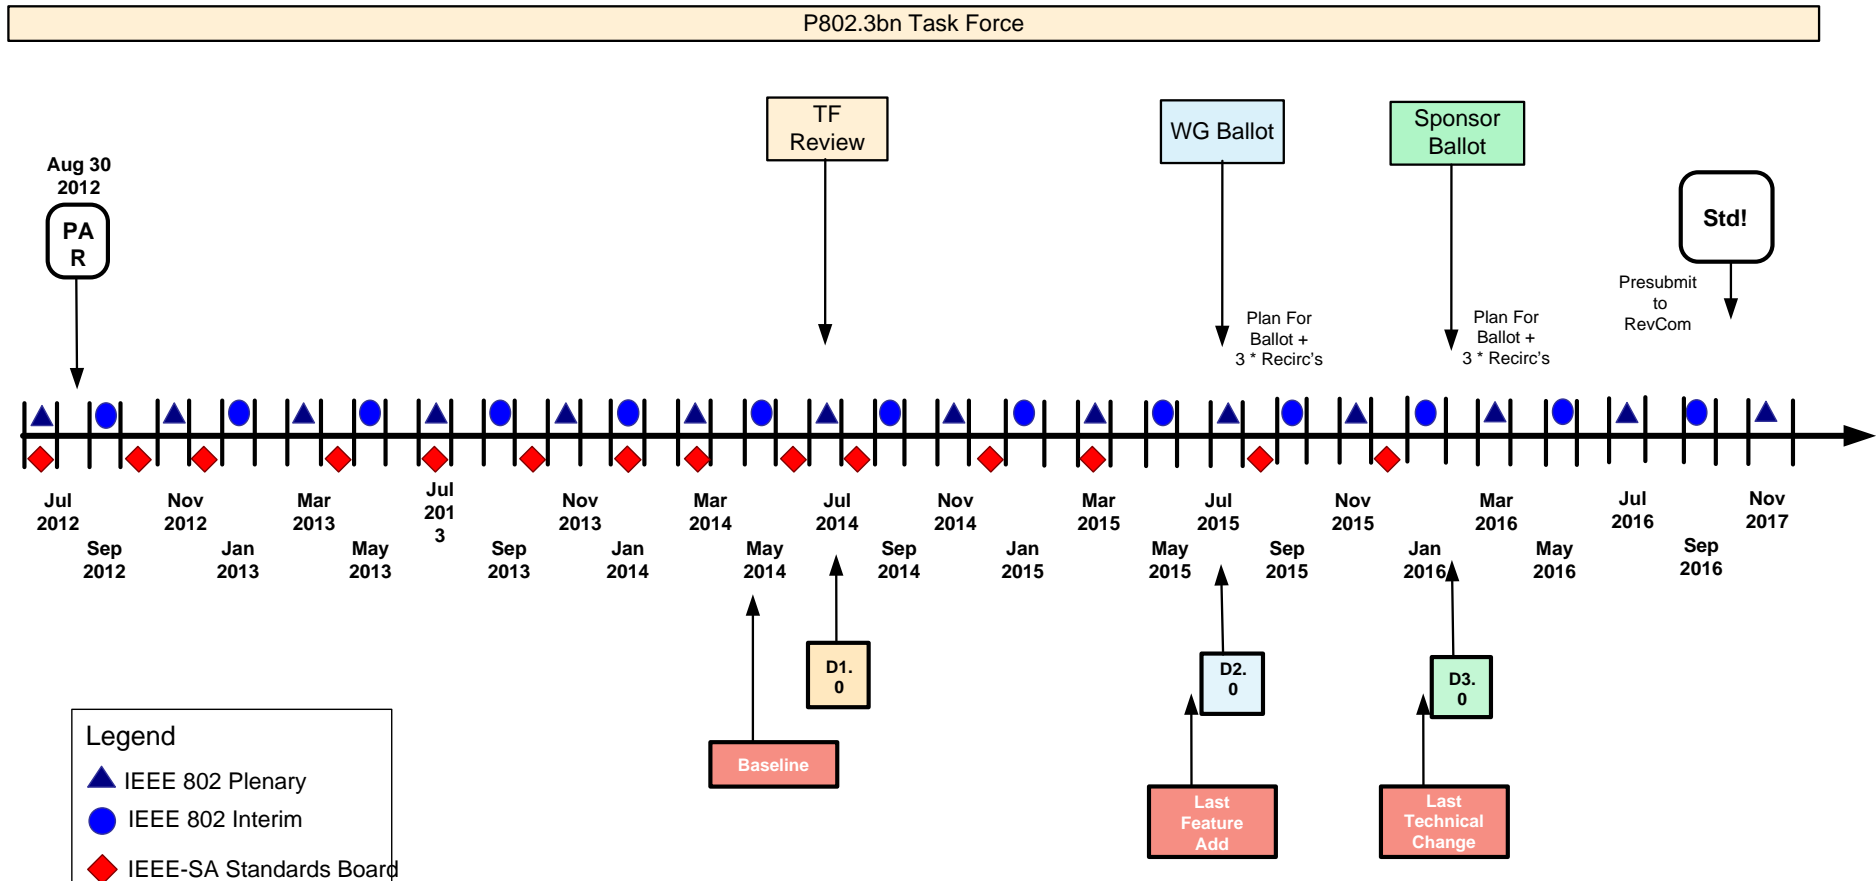 P802.3bn Task Force
TF
Review
WG Ballot
Sponsor
Ballot
Aug 30
2012
PA
R
Std!
Presubmit
to
RevCom
Plan For
Ballot +
3 * Recirc's
Plan For
Ballot +
3 * Recirc's
Jul
2012
Nov
2012
Mar
2013
Jul
201
3
Nov
2013
Mar
2014
Jul
2014
Nov
2014
Mar
2015
Jul
2015
Nov
2015
Mar
2016
Jul
2016
Nov
2017
Sep
2012
Jan
2013
May
2013
Sep
2013
Jan
2014
May
2014
Sep
2014
Jan
2015
May
2015
Sep
2015
Jan
2016
May
2016
Sep
2016
D1.
0
D2.
0
D3.
0
Baseline
Last
Feature
Add
Last
Technical
Change
Legend
IEEE 802 Plenary
IEEE 802 Interim
IEEE-SA Standards Board